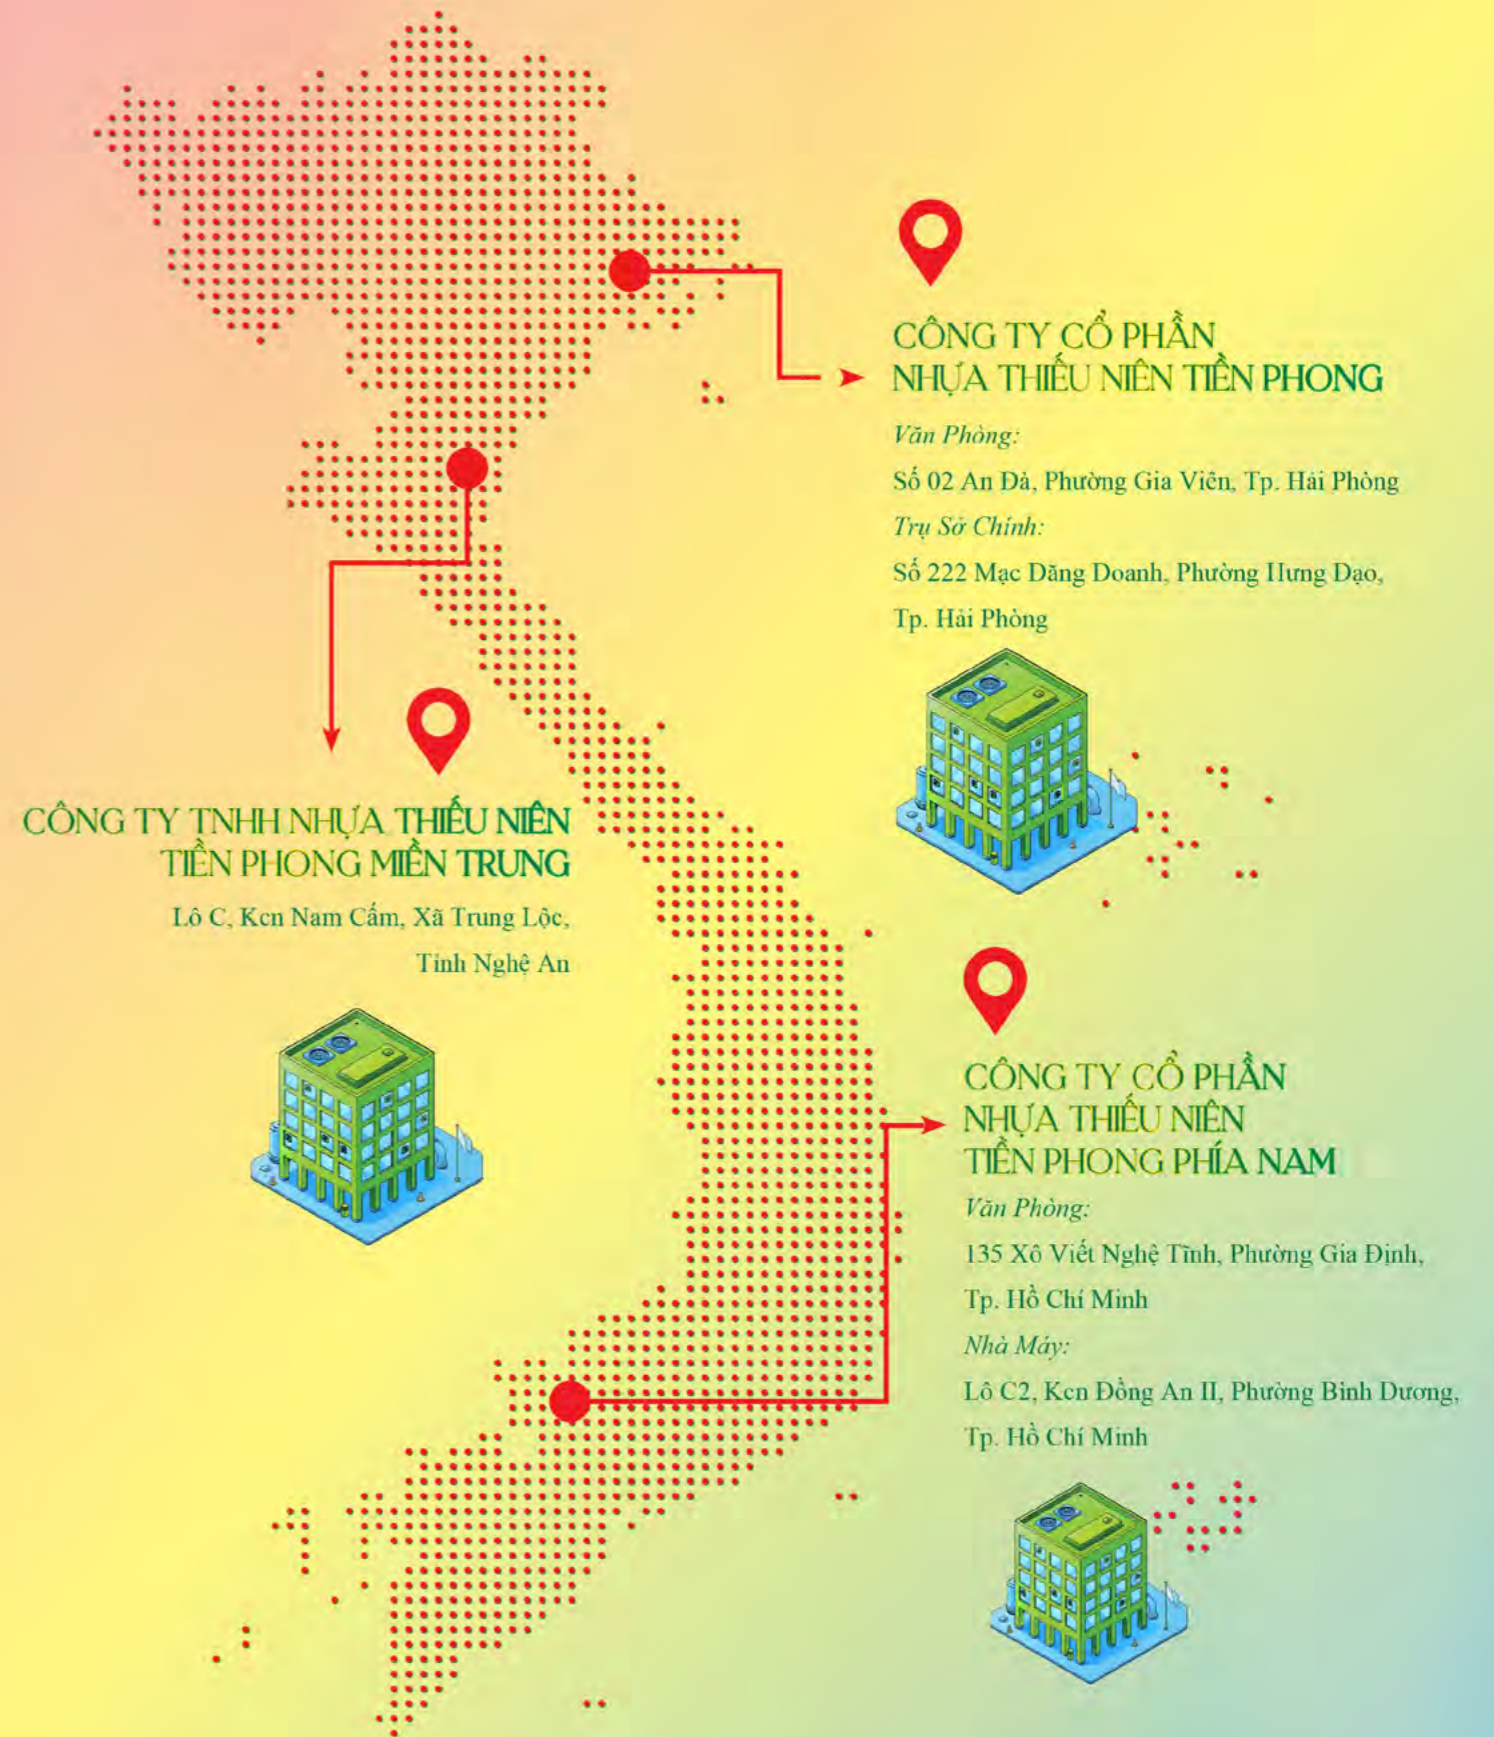 CÔNG TY CỔ PHẦN
NHỰA THIẾU NIÊN TIỀN PHONG
Văn Phòng:
Số 02 An Đà, Phường Gia Viên, Tp. Hải Phòng
Trụ Sở Chính:
Số 222 Mạc Đăng Doanh, Phường Hưng Đạo,
Tp. Hải Phòng
CÔNG TY TNHH NHỰA THIẾU NIÊN
TIỀN PHONG MIỀN TRUNG
Lô C, Kcn Nam Cấm, Xã Trung Lộc,
Tỉnh Nghệ An
CÔNG TY CỔ PHẦN
NHỰA THIẾU NIÊN
TIỀN PHONG PHÍA NAM
Văn Phòng:
135 Xô Viết Nghệ Tĩnh, Phường Gia Định,
Tp. Hồ Chí Minh
Nhà Máy:
Lô C2, Kcn Đồng An II, Phường Bình Dương,
Tp. Hồ Chí Minh